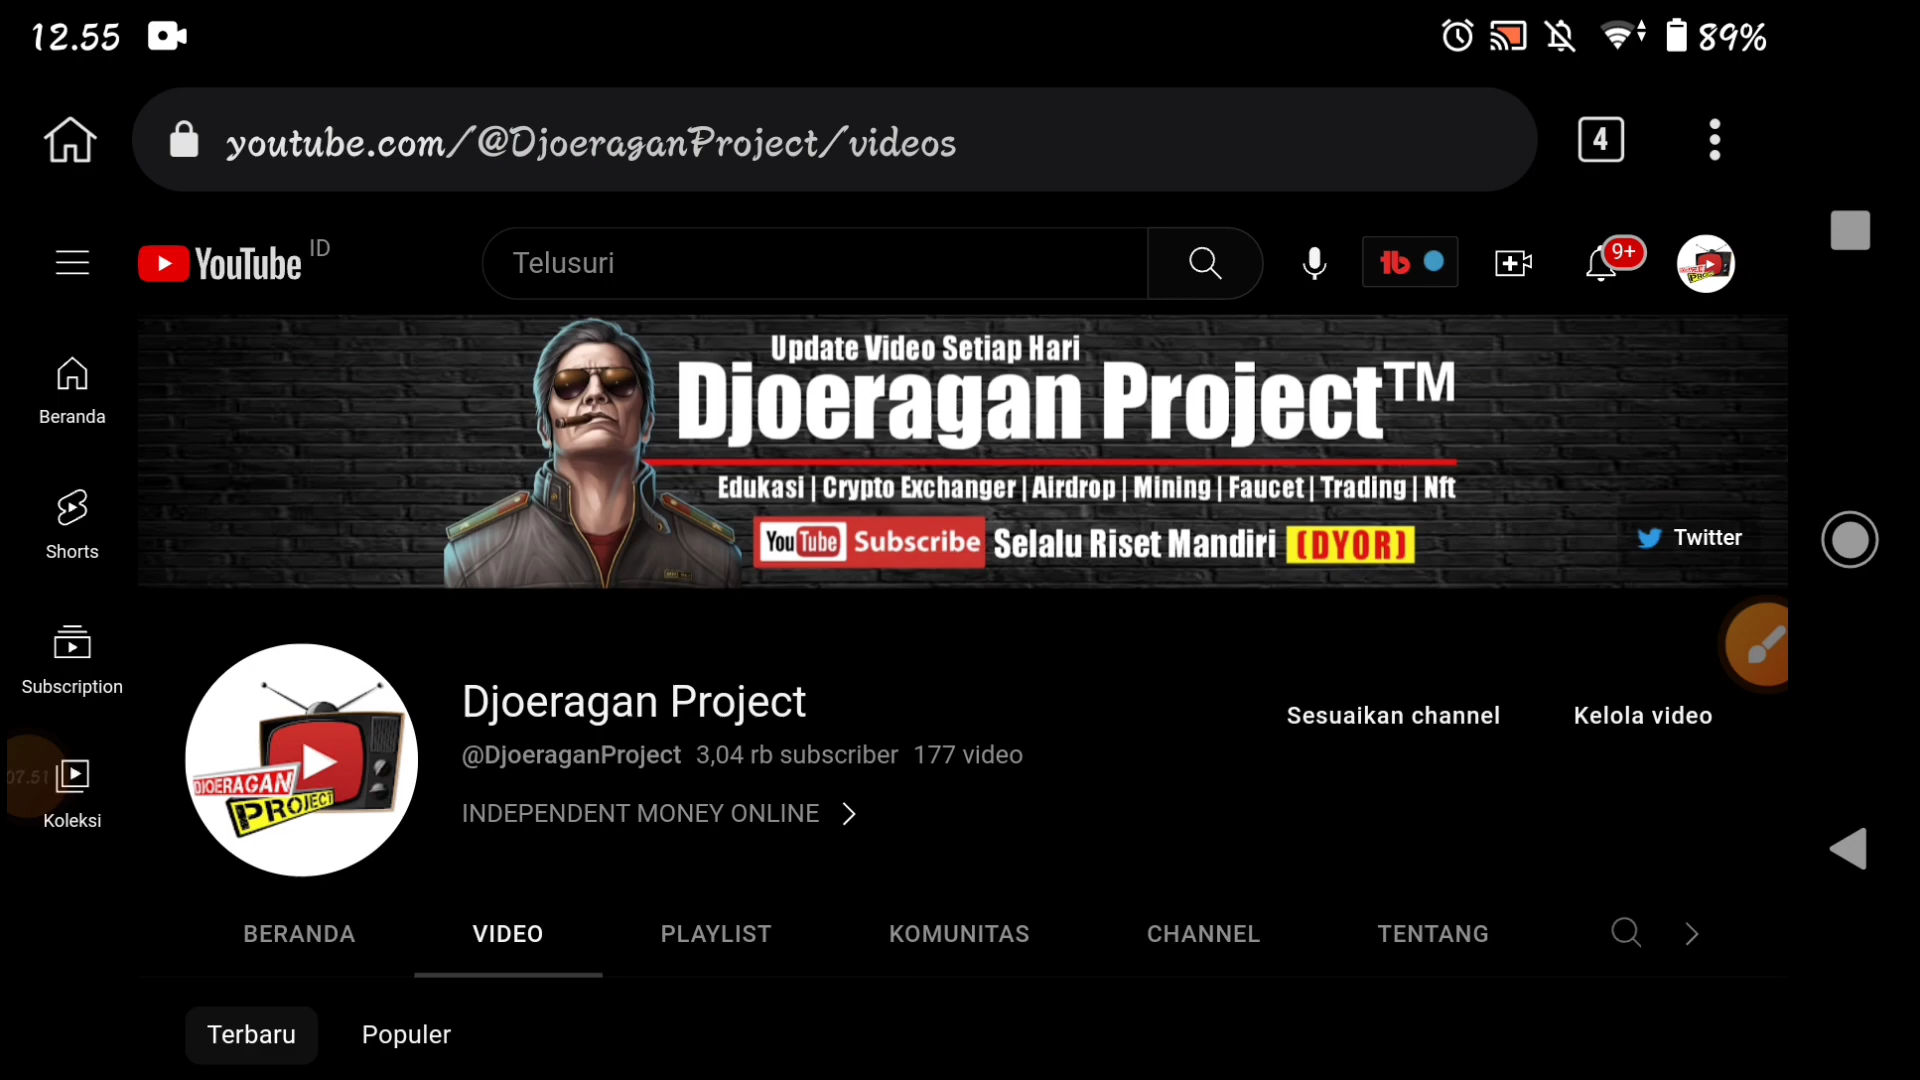 12.55
89%
youtube.com/@DjoeraganProject/videos
4
YouTube ID
Telusuri
9+
Update Video Setiap Hari
Djoeragan Project™
Edukasi | Crypto Exchanger | Airdrop | Mining | Faucet | Trading | Nft
YouTube Subscribe Selalu Riset Mandiri (DYOR)
Twitter
Beranda
Shorts
Subscription
07.51
Koleksi
DJOERAGAN
PROJECT
Djoeragan Project
@DjoeraganProject 3,04 rb subscriber 177 video
INDEPENDENT MONEY ONLINE
Sesuaikan channel
Kelola video
BERANDA VIDEO PLAYLIST KOMUNITAS CHANNEL TENTANG
Terbaru Populer